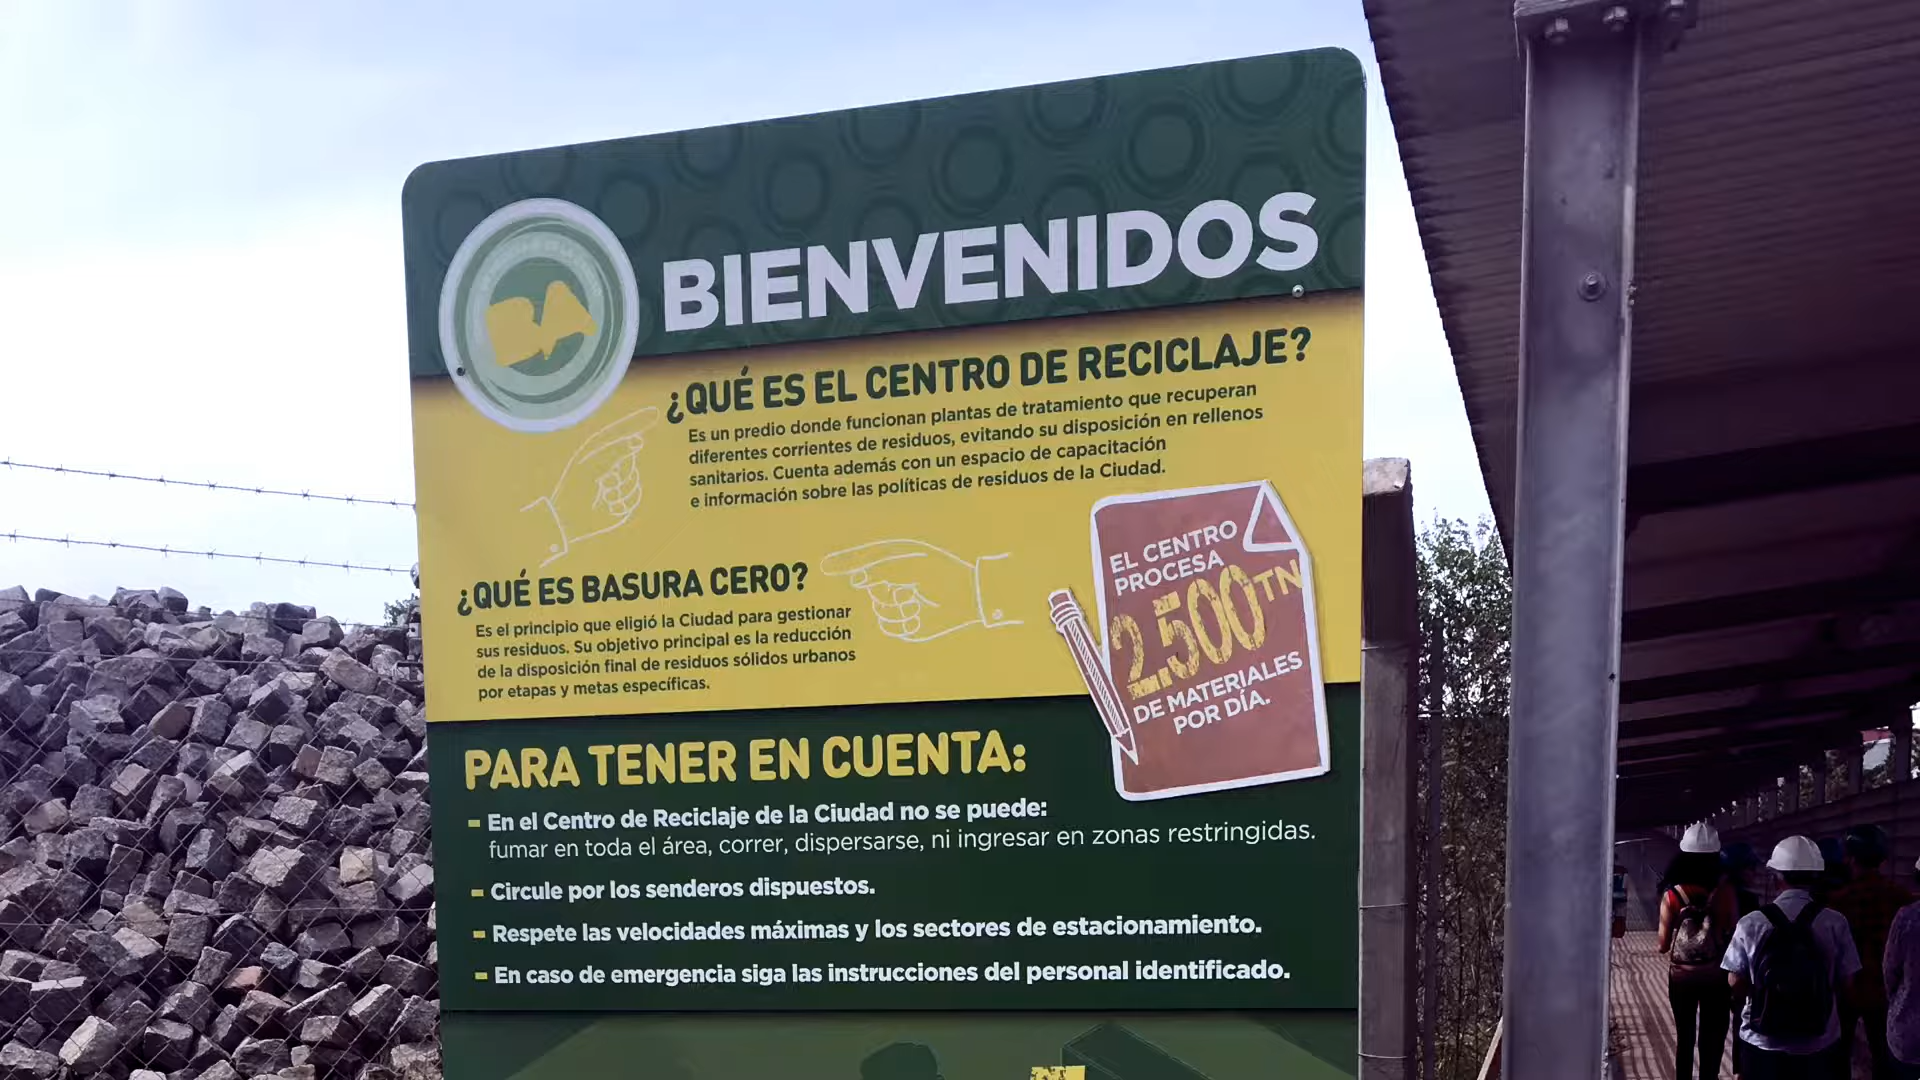 BA
BIENVENIDOS
¿QUÉ ES EL CENTRO DE RECICLAJE?
Es un predio donde funcionan plantas de tratamiento que recuperan
diferentes corrientes de residuos, evitando su disposición en rellenos
sanitarios. Cuenta además con un espacio de capacitación
e información sobre las políticas de residuos de la Ciudad.
¿QUÉ ES BASURA CERO?
Es el principio que eligió la Ciudad para gestionar
sus residuos. Su objetivo principal es la reducción
de la disposición final de residuos sólidos urbanos
por etapas y metas específicas.
EL CENTRO
PROCESA
2.500TN
DE MATERIALES
POR DÍA.
PARA TENER EN CUENTA:
- En el Centro de Reciclaje de la Ciudad no se puede:
fumar en toda el área, correr, dispersarse, ni ingresar en zonas restringidas.
- Circule por los senderos dispuestos.
- Respete las velocidades máximas y los sectores de estacionamiento.
- En caso de emergencia siga las instrucciones del personal identificado.